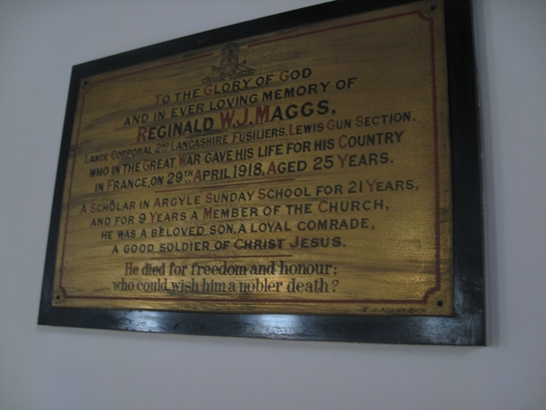 TO THE GLORY OF GOD
AND IN EVER LOVING MEMORY OF
REGINALD W.J. MAGGS,
LANCE CORPORAL 2ND LANCASHIRE FUSILIERS, LEWIS GUN SECTION.
WHO IN THE GREAT WAR GAVE HIS LIFE FOR HIS COUNTRY
IN FRANCE, ON 29TH APRIL 1918, AGED 25 YEARS.
A SCHOLAR IN ARGYLE SUNDAY SCHOOL FOR 21 YEARS,
AND FOR 9 YEARS A MEMBER OF THE CHURCH,
HE WAS A BELOVED SON, A LOYAL COMRADE,
A GOOD SOLDIER OF CHRIST JESUS.
He died for freedom and honour;
who could wish him a nobler death?